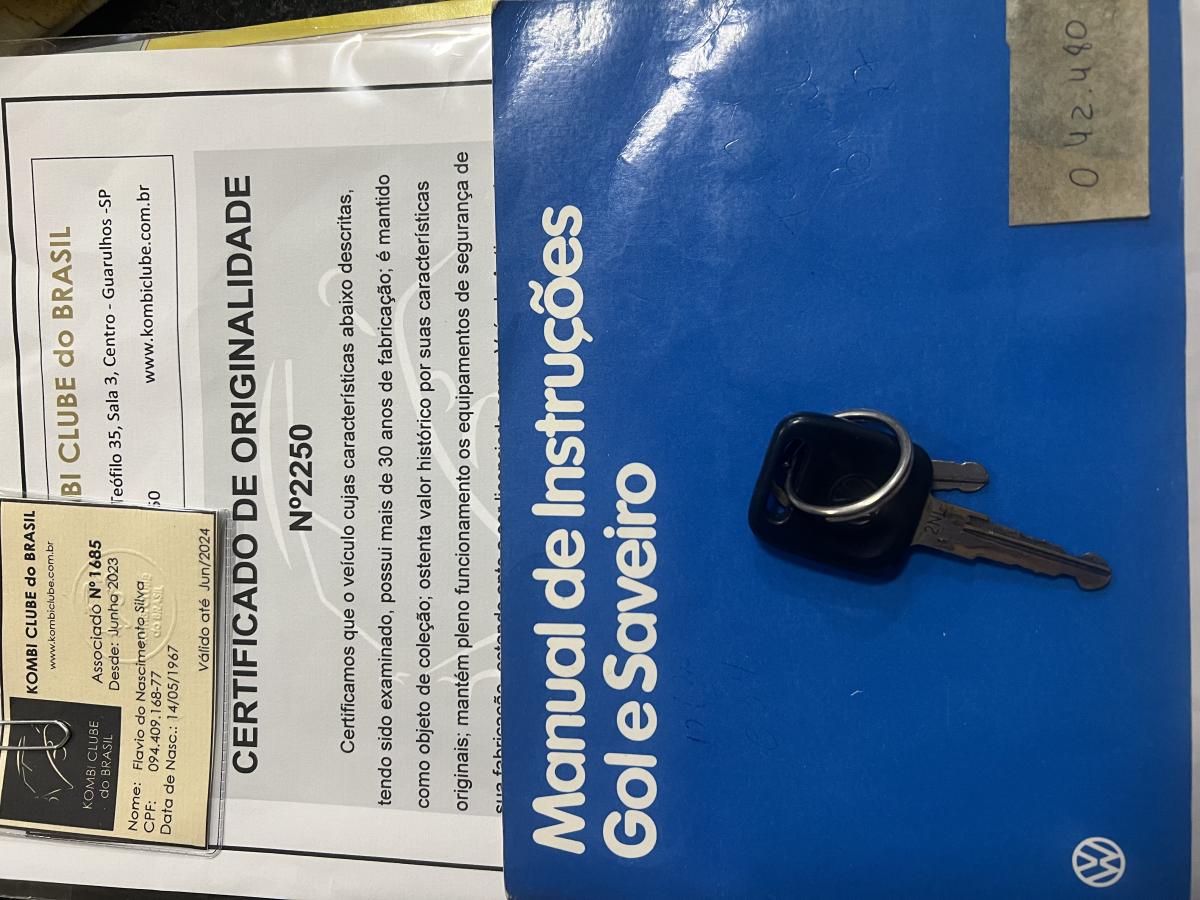 BI CLUBE do BRASIL
Teófilo 35, Sala 3, Centro - Guarulhos -SP
www.kombiclube.com.br
CERTIFICADO DE ORIGINALIDADE
Nº2250
Certificamos que o veículo cujas características abaixo descritas,
tendo sido examinado, possui mais de 30 anos de fabricação; é mantido
como objeto de coleção; ostenta valor histórico por suas características
originais; mantém pleno funcionamento os equipamentos de segurança de
sua fabricação
KOMBI CLUBE do BRASIL
www.kombiclube.com.br
Associado Nº 1685
Desde: Junho 2023
KOMBI CLUBE
do BRASIL
Nome: Flavio do Nascimento Silva
CPF: 094.409.168-77
Data de Nasc.: 14/05/1967
Válido até Jun/2024
Manual de Instruções
Gol e Saveiro
042.480